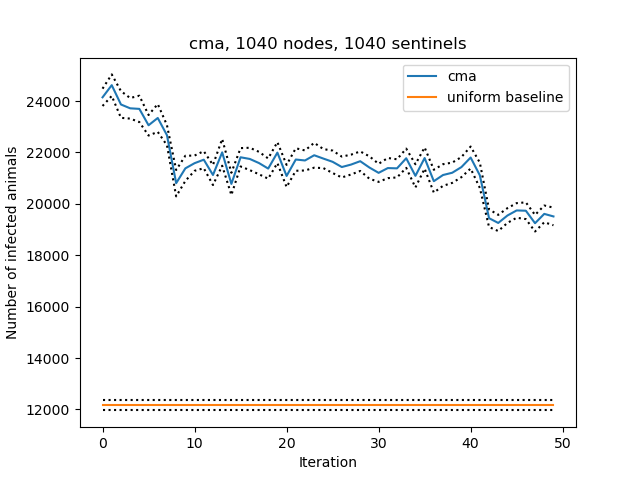 cma, 1040 nodes, 1040 sentinels
cma
uniform baseline
Number of infected animals
24000
22000
20000
18000
16000
14000
12000
0 10 20 30 40 50
Iteration